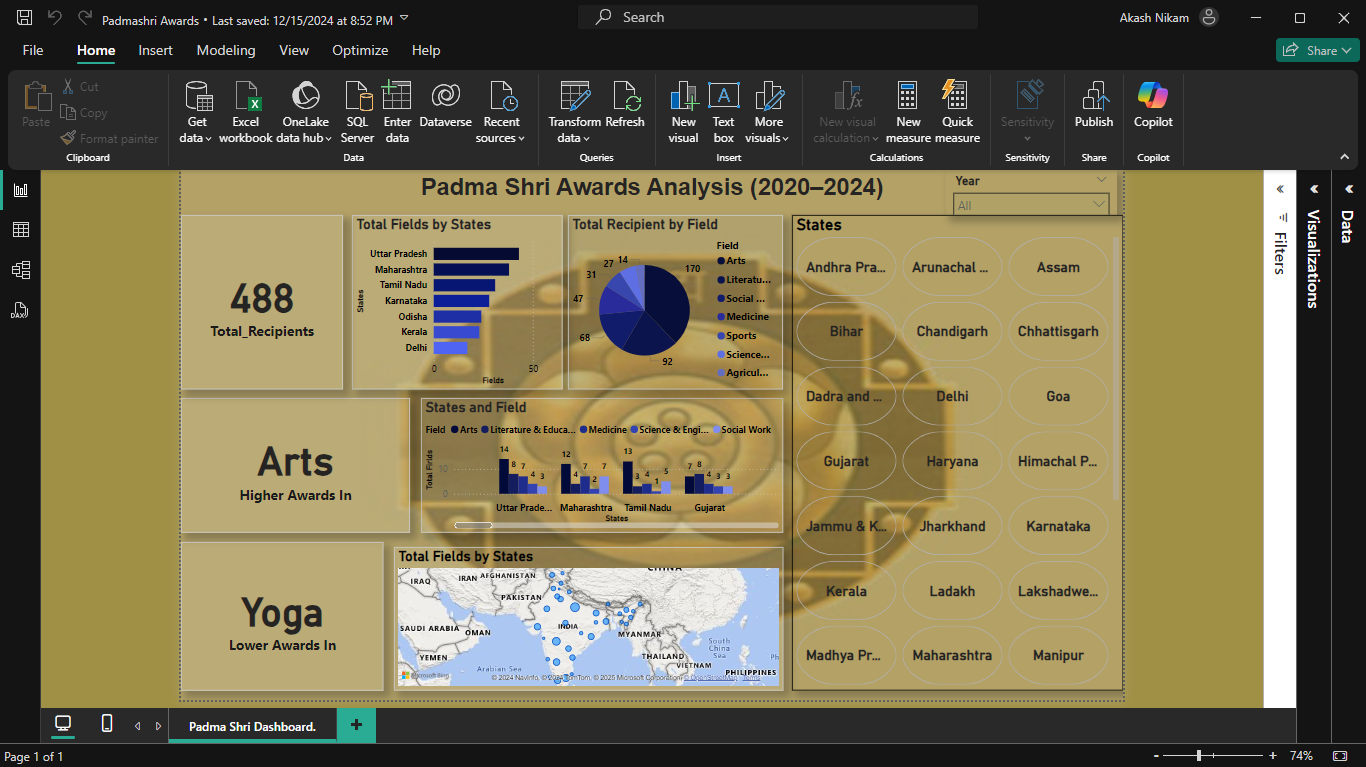 Padmashri Awards • Last saved: 12/15/2024 at 8:52 PM
Search
Akash Nikam
File Home Insert Modeling View Optimize Help
Share
Paste
Cut
Copy
Format painter
Clipboard
Get data
Excel workbook
OneLake data hub
SQL Server
Enter data
Dataverse
Recent sources
Data
Transform data
Refresh
Queries
New visual
Text box
More visuals
Insert
New visual calculation
New measure
Quick measure
Calculations
Sensitivity
Sensitivity
Publish
Share
Copilot
Copilot
Padma Shri Awards Analysis (2020–2024)
Year
All
488
Total_Recipients
Total Fields by States
States
Uttar Pradesh
Maharashtra
Tamil Nadu
Karnataka
Odisha
Kerala
Delhi
0 50
Fields
Total Recipient by Field
170
92
68
47
31
27
14
Field
Arts
Literatu...
Social ...
Medicine
Sports
Science...
Agricul...
States
Andhra Pra... Arunachal ... Assam
Bihar Chandigarh Chhattisgarh
Dadra and ... Delhi Goa
Gujarat Haryana Himachal P...
Jammu & K... Jharkhand Karnataka
Kerala Ladakh Lakshadwe...
Madhya Pr... Maharashtra Manipur
Arts
Higher Awards In
States and Field
Field Arts Literature & Educa... Medicine Science & Engi... Social Work
10
0
14 8 7 4 3
12 4 7 2 7
13 3 4 1 5
7 8 4 3 3
Uttar Prade... Maharashtra Tamil Nadu Gujarat
States
Yoga
Lower Awards In
Total Fields by States
CHINA
IRAQ
IRAN
AFGHANISTAN
PAKISTAN
SAUDI ARABIA
OMAN
INDIA
MYANMAR
YEMEN
THAILAND
VIETNAM
South China Sea
Arabian Sea
PHILIPPINES
Microsoft Bing
© 2025 Microsoft Corporation, © OpenStreetMap Terms
Filters
Visualizations
Data
Padma Shri Dashboard.
+
Page 1 of 1
- + 74%